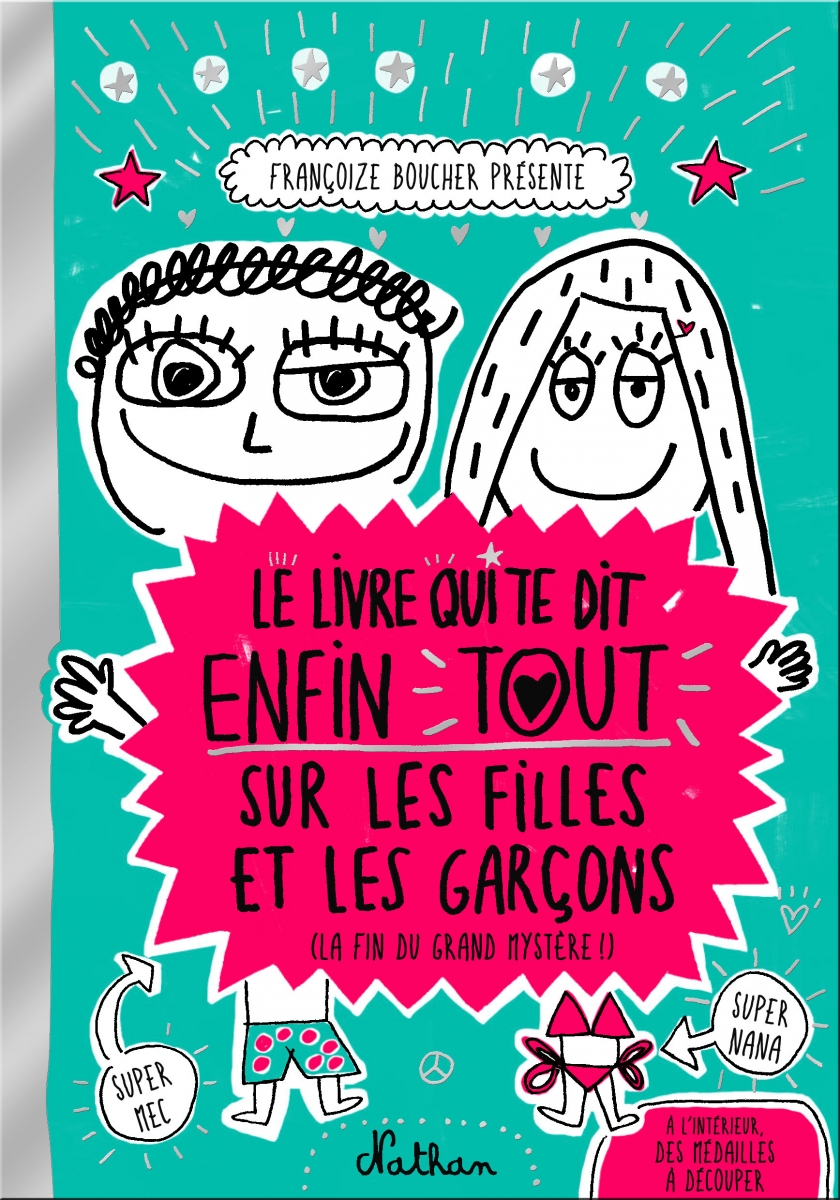 FRANÇOIZE BOUCHER PRÉSENTE
LE LIVRE QUI TE DIT
ENFIN TOUT
SUR LES FILLES
ET LES GARÇONS
(LA FIN DU GRAND MYSTÈRE !)
SUPER
MEC
SUPER
NANA
Nathan
À L'INTÉRIEUR,
DES MÉDAILLES
À DÉCOUPER